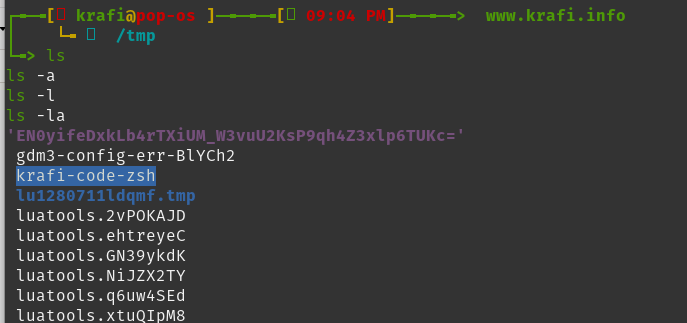 [ krafi@pop-os ]-----[ 09:04 PM]-----> www.krafi.info
/tmp
-> ls
ls -a
ls -l
ls -la
'EN0yifeDxkLb4rTXiUM_W3vuU2KsP9qh4Z3xlp6TUKc='
gdm3-config-err-BlYCh2
krafi-code-zsh
lu1280711ldqmf.tmp
luatools.2vPOKAJD
luatools.ehtreyeC
luatools.GN39ykdK
luatools.NiJZX2TY
luatools.q6uw4SEd
luatools.xtuQIpM8